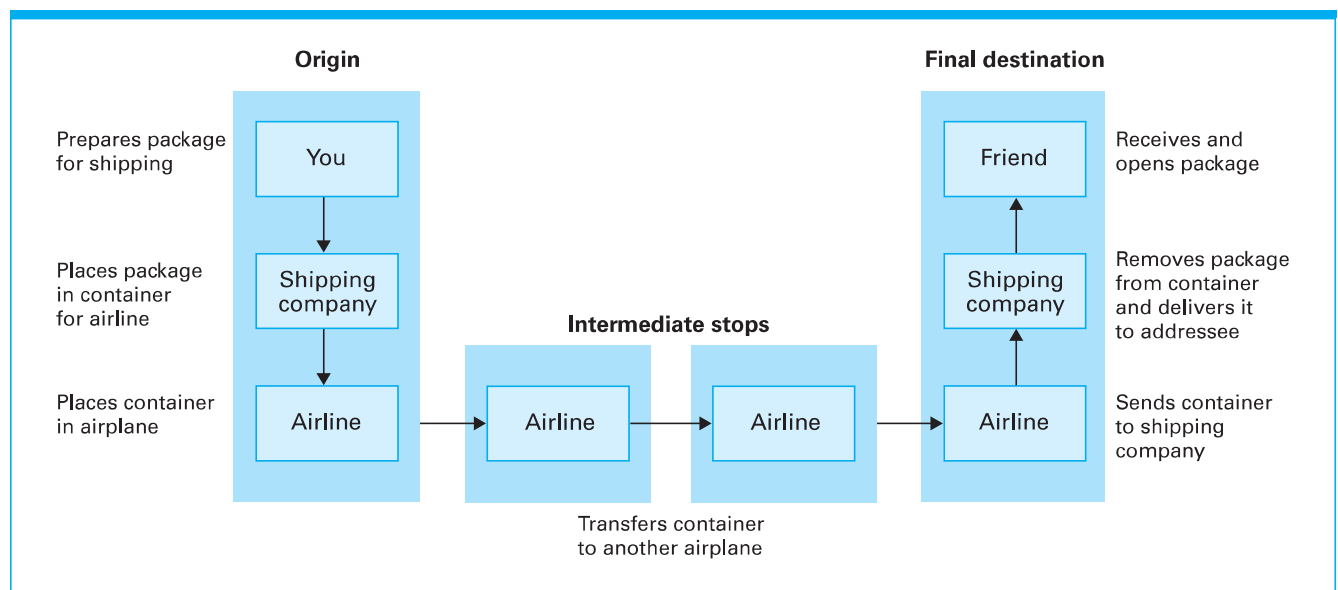 Origin
Final destination
Prepares package
for shipping
You
Friend
Receives and
opens package
Places package
in container
for airline
Shipping
company
Shipping
company
Removes package
from container
and delivers it
to addressee
Intermediate stops
Places container
in airplane
Airline
Airline
Airline
Airline
Sends container
to shipping
company
Transfers container
to another airplane